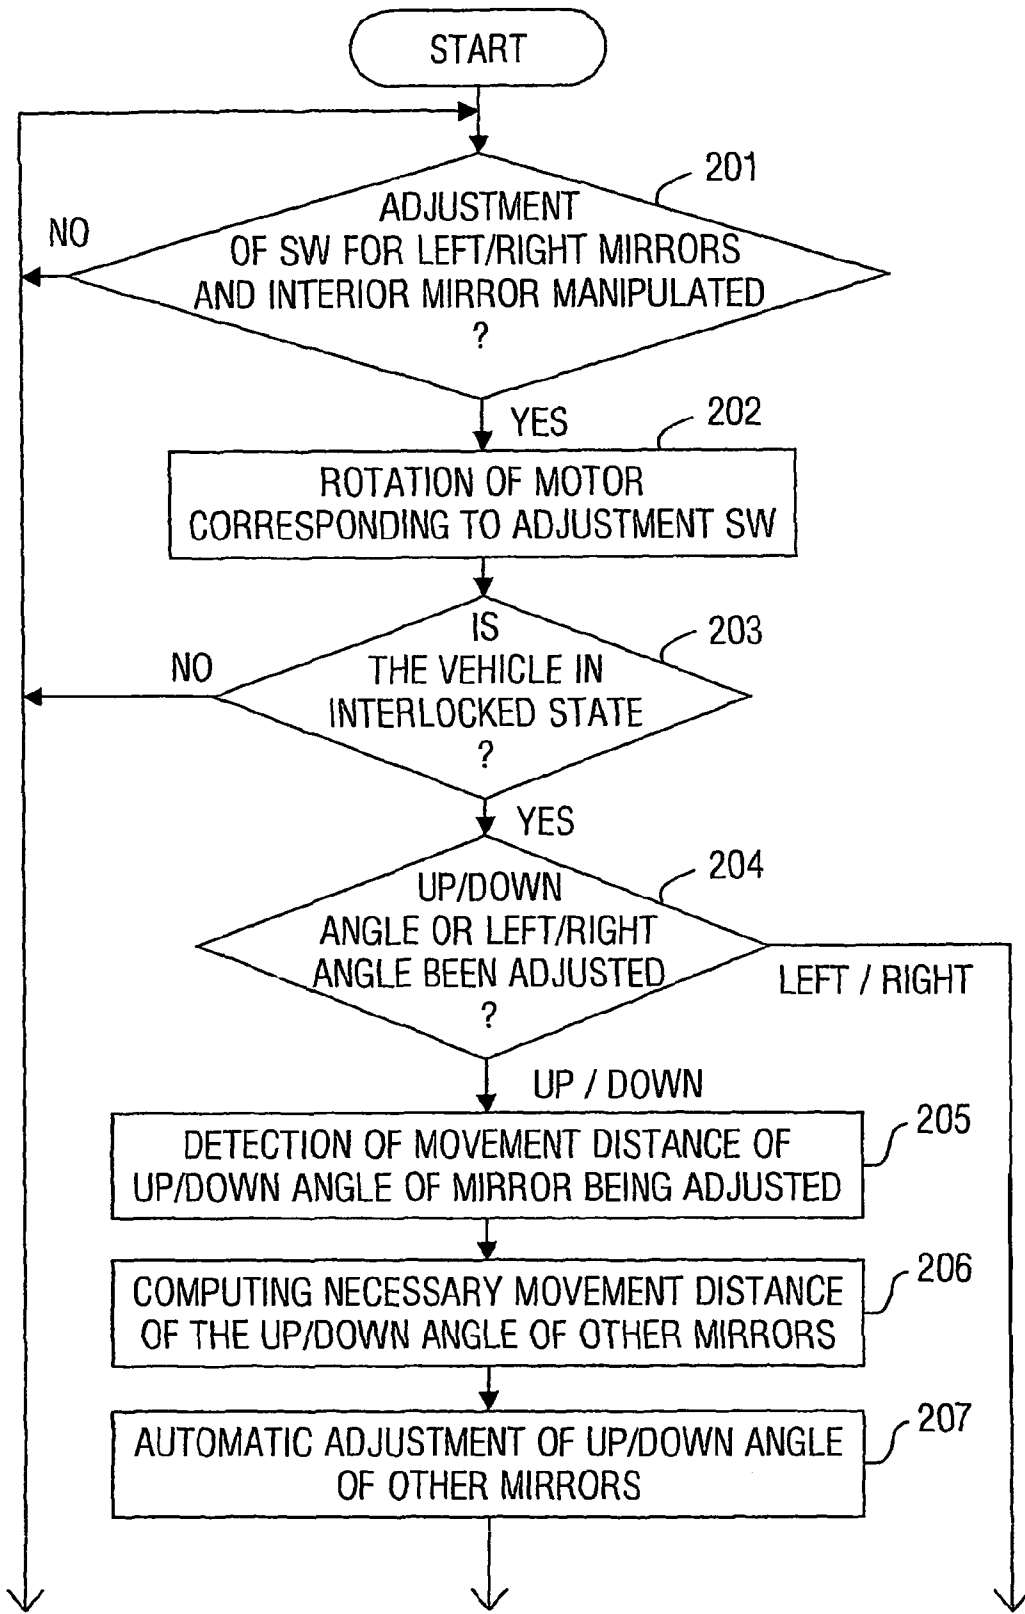 START
201
ADJUSTMENT
OF SW FOR LEFT/RIGHT MIRRORS
AND INTERIOR MIRROR MANIPULATED
?
NO
YES
202
ROTATION OF MOTOR
CORRESPONDING TO ADJUSTMENT SW
203
IS
THE VEHICLE IN
INTERLOCKED STATE
?
NO
YES
204
UP/DOWN
ANGLE OR LEFT/RIGHT
ANGLE BEEN ADJUSTED
?
LEFT / RIGHT
UP / DOWN
205
DETECTION OF MOVEMENT DISTANCE OF
UP/DOWN ANGLE OF MIRROR BEING ADJUSTED
206
COMPUTING NECESSARY MOVEMENT DISTANCE
OF THE UP/DOWN ANGLE OF OTHER MIRRORS
207
AUTOMATIC ADJUSTMENT OF UP/DOWN ANGLE
OF OTHER MIRRORS